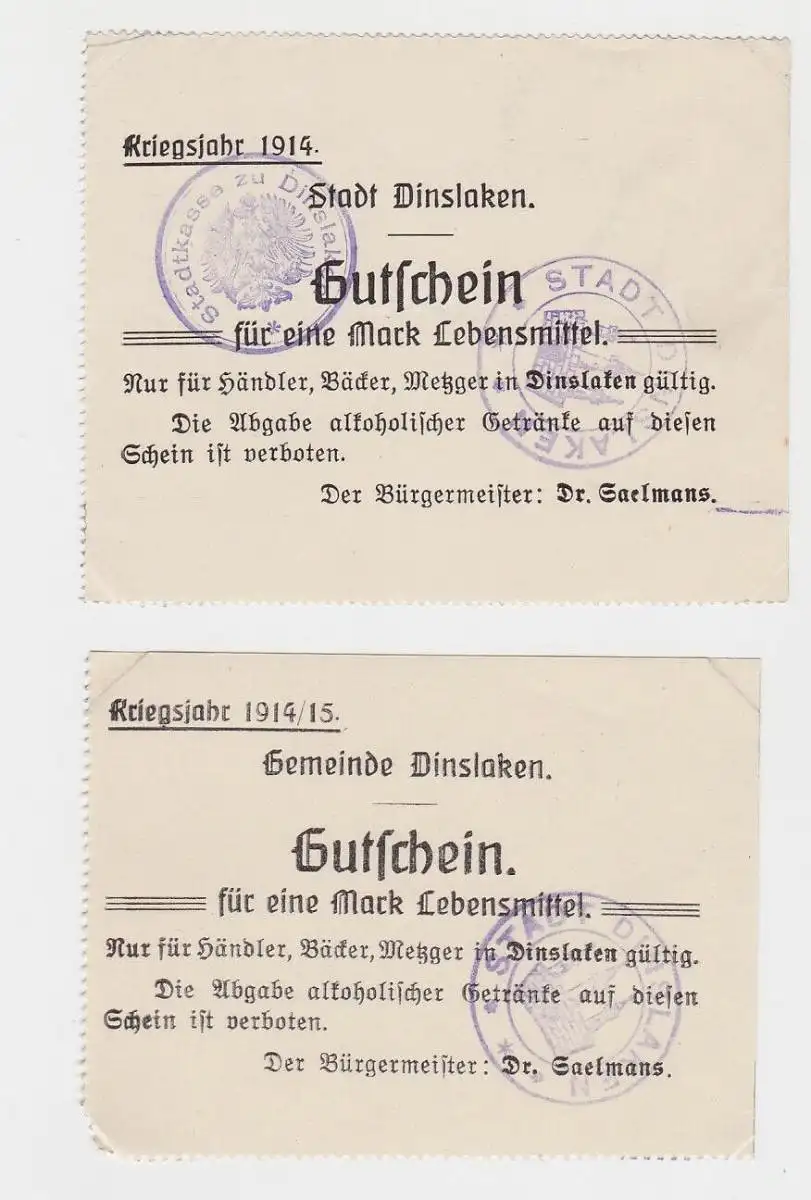 Kriegsjahr 1914.
Stadtkasse zu Dinslak
Stadt Dinslaken.
Gutſchein
STADT DINSLAKEN
für eine Mark Lebensmittel.
Nur für Händler, Bäcker, Metzger in Dinslaken gültig.
Die Abgabe alkoholiſcher Getränke auf dieſen
Schein iſt verboten.
Der Bürgermeiſter: Dr. Saelmans.
Kriegsjahr 1914/15.
Gemeinde Dinslaken.
Gutſchein.
für eine Mark Lebensmittel.
STADT DINSLAKEN
Nur für Händler, Bäcker, Metzger in Dinslaken gültig.
Die Abgabe alkoholiſcher Getränke auf dieſen
Schein iſt verboten.
Der Bürgermeiſter: Dr. Saelmans.